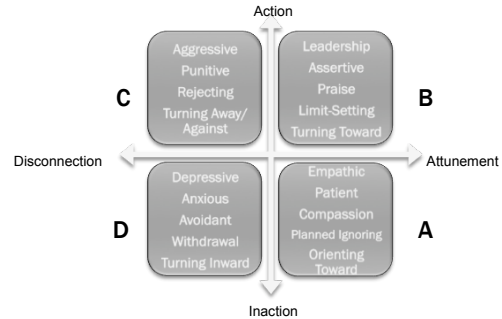 Action
Aggressive
Punitive
Rejecting
Turning Away/
Against
C
Leadership
Assertive
Praise
Limit-Setting
Turning Toward
B
Disconnection
Attunement
Depressive
Anxious
Avoidant
Withdrawal
Turning Inward
D
Empathic
Patient
Compassion
Planned Ignoring
Orienting
Toward
A
Inaction